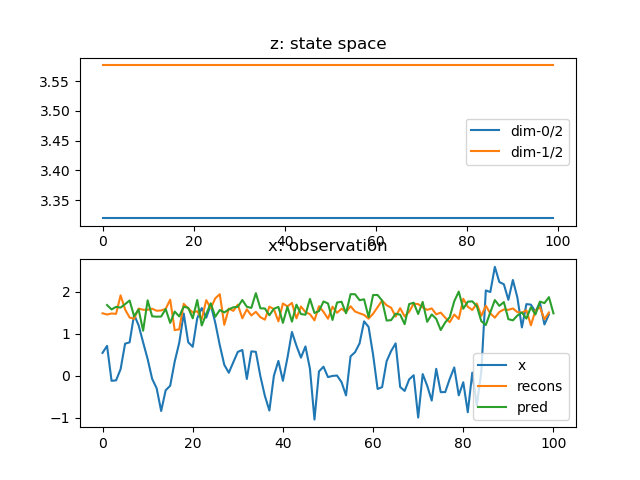 z: state space
3.55
3.50
3.45
3.40
3.35
dim-0/2
dim-1/2
0 20 40 60 80 100
x: observation
2
1
0
−1
x
recons
pred
0 20 40 60 80 100